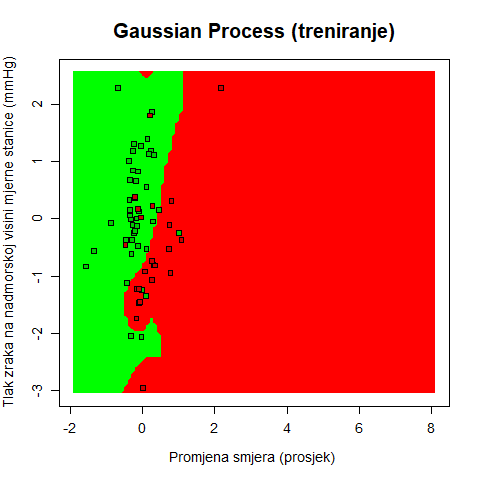 Gaussian Process (treniranje)
Tlak zraka na nadmorskoj visini mjerne stanice (mmHg)
2
1
0
-1
-2
-3
-2 0 2 4 6 8
Promjena smjera (prosjek)